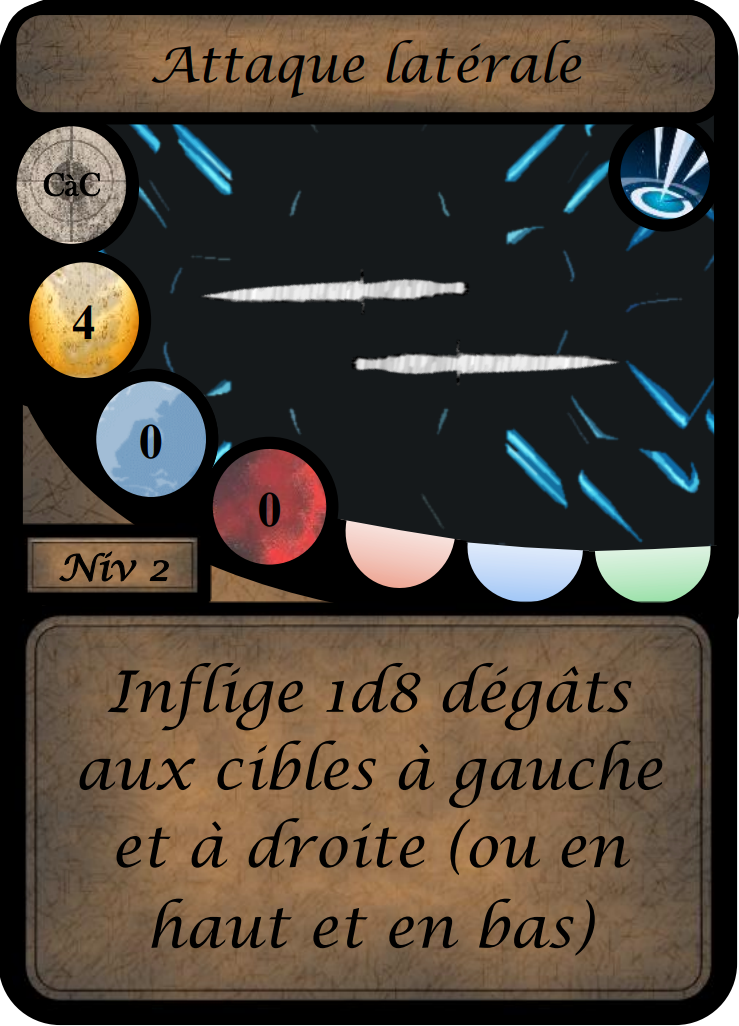 Attaque latérale
CàC
4
0
0
Niv 2
Inflige 1d8 dégâts
aux cibles à gauche
et à droite (ou en
haut et en bas)